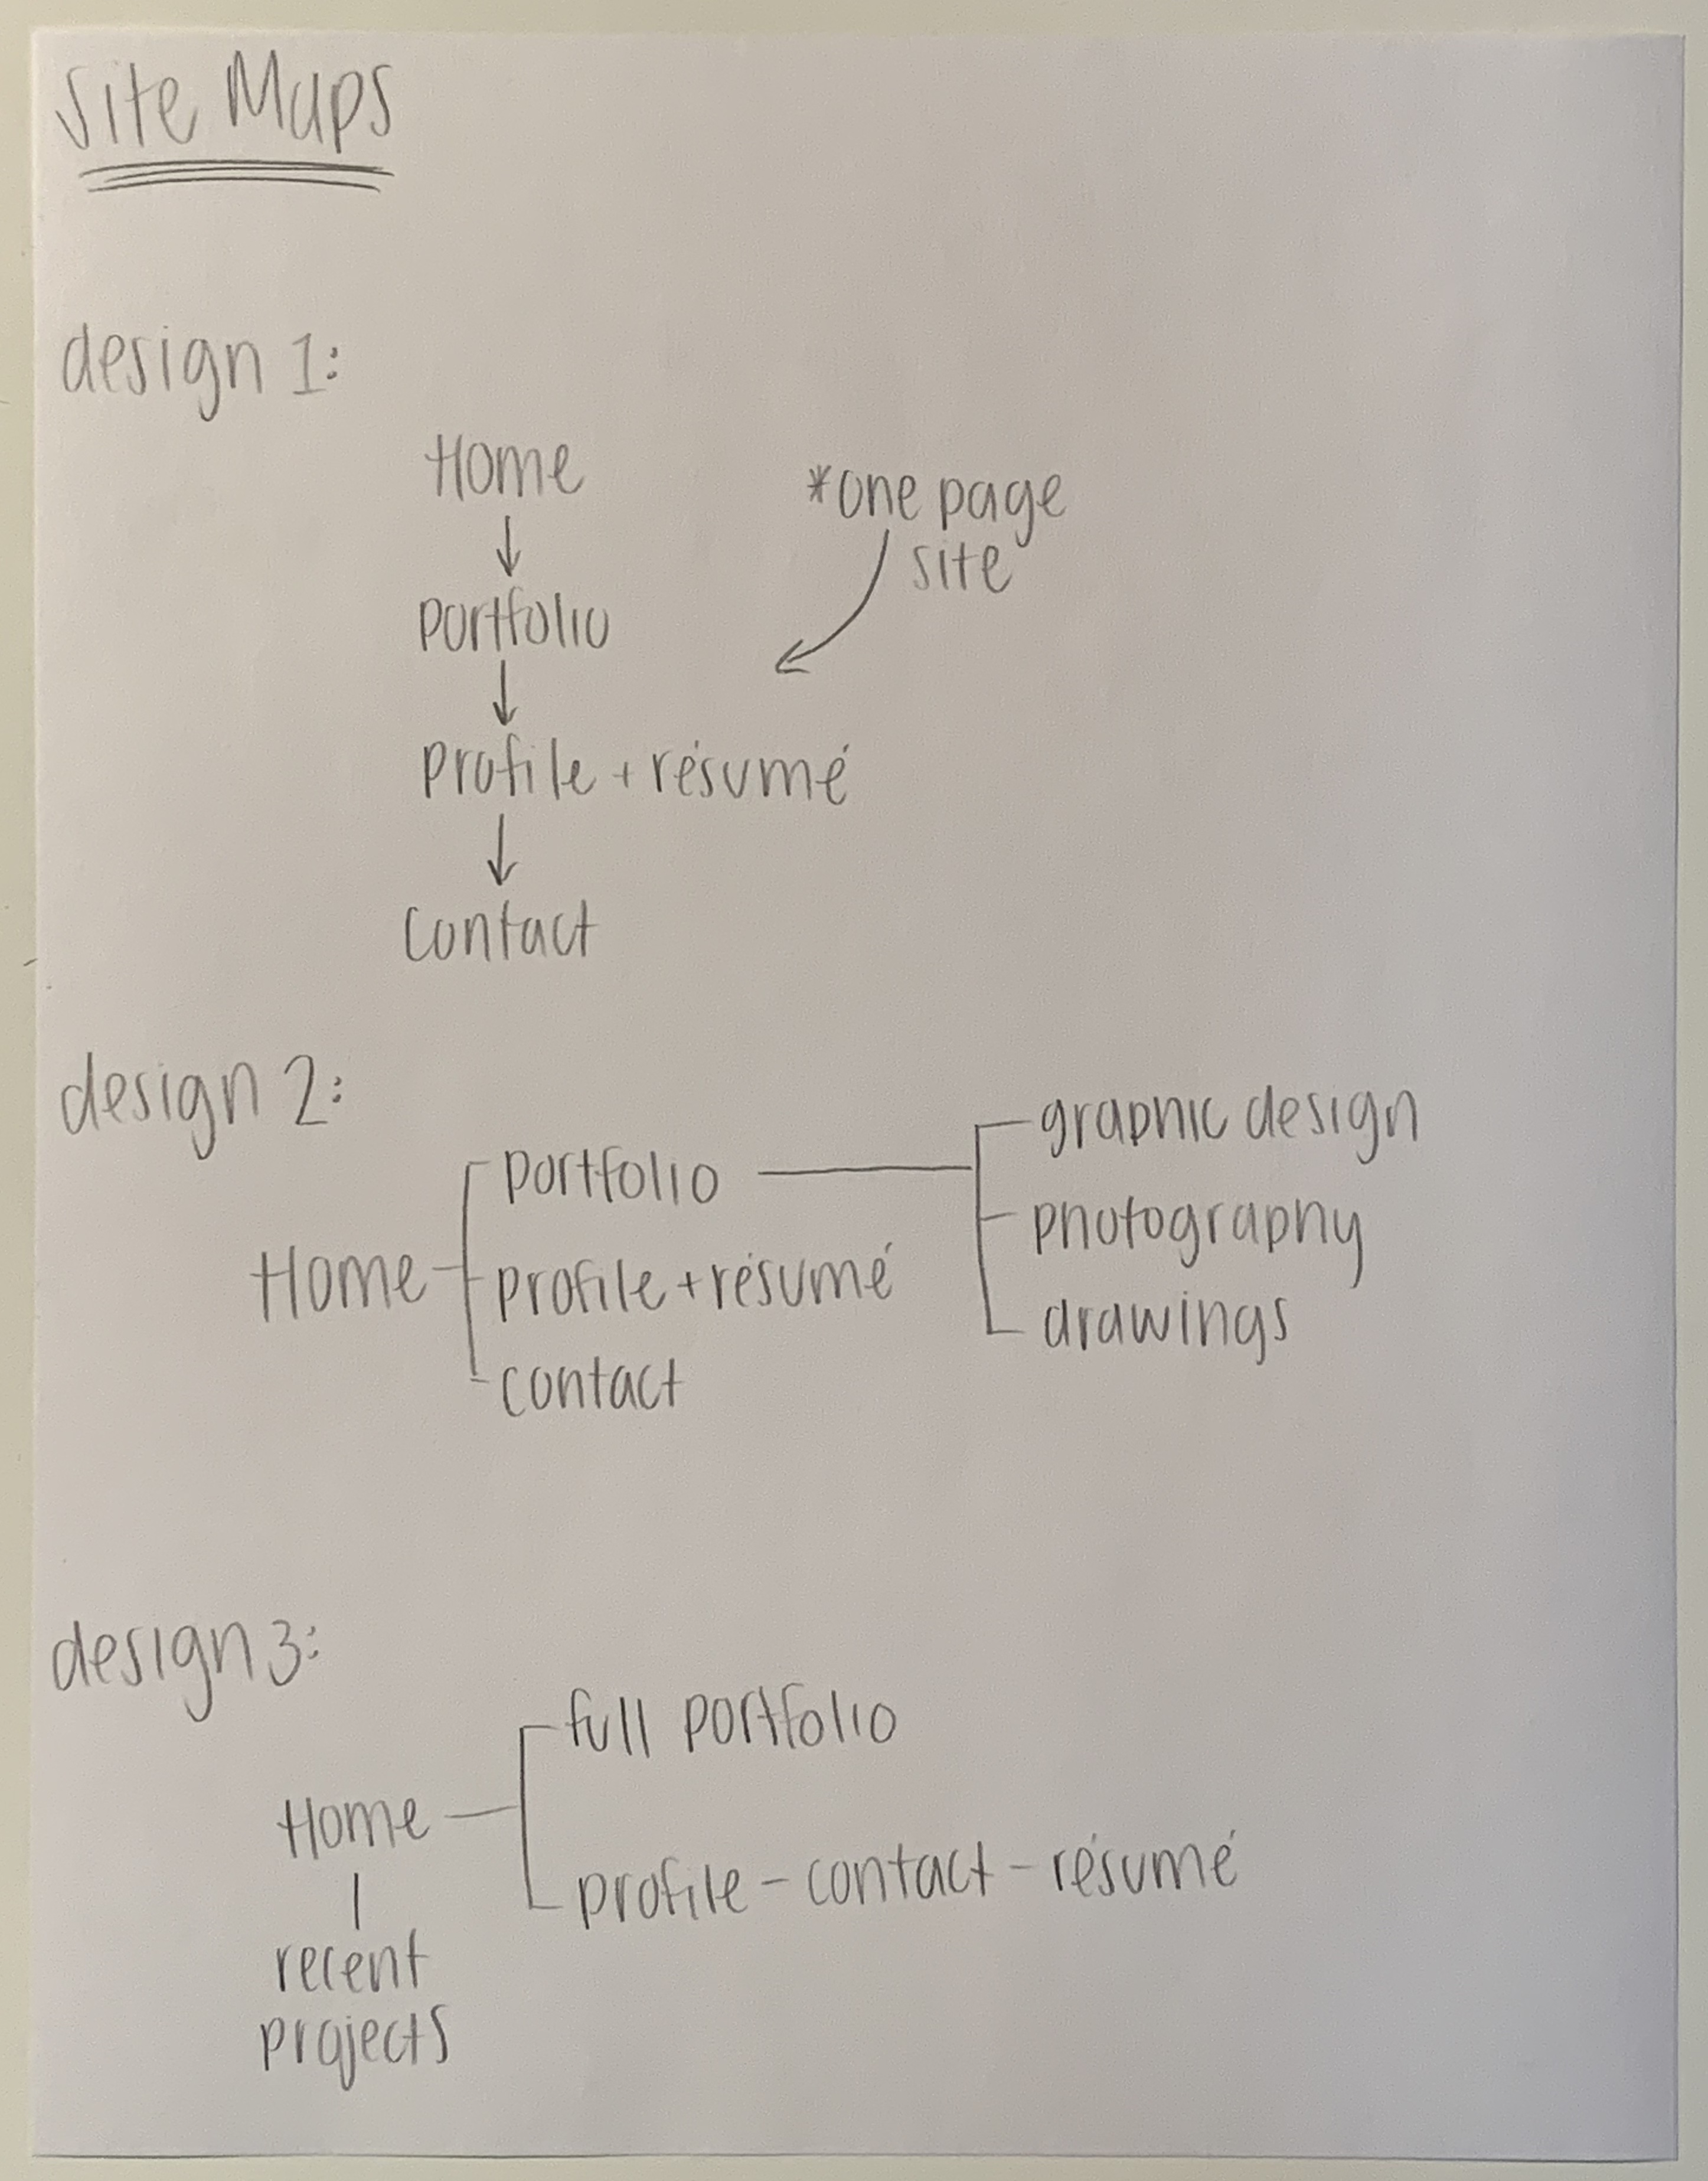 Site Maps
design 1:
Home
*one page
site
portfolio
profile + résumé
contact
design 2:
portfolio
graphic design
photography
Home
profile + résumé
drawings
contact
design 3:
full portfolio
Home
profile - contact - résumé
recent
projects